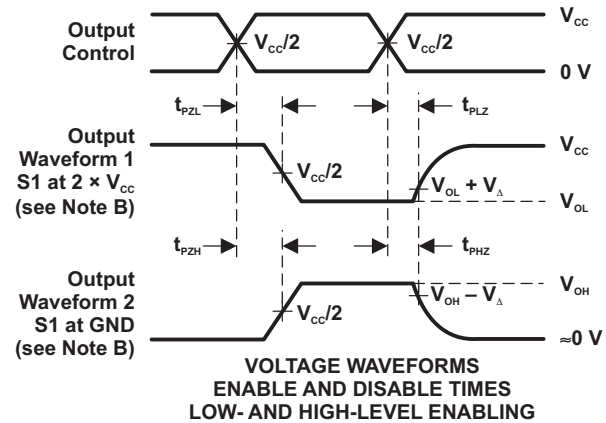 Output
Control
V_CC/2
V_CC/2
V_CC
0 V
t_PZL
t_PLZ
Output
Waveform 1
S1 at 2 × V_CC
(see Note B)
V_CC/2
V_OL + V_Δ
V_CC
V_OL
t_PZH
t_PHZ
Output
Waveform 2
S1 at GND
(see Note B)
V_CC/2
V_OH – V_Δ
V_OH
≈0 V
VOLTAGE WAVEFORMS
ENABLE AND DISABLE TIMES
LOW- AND HIGH-LEVEL ENABLING